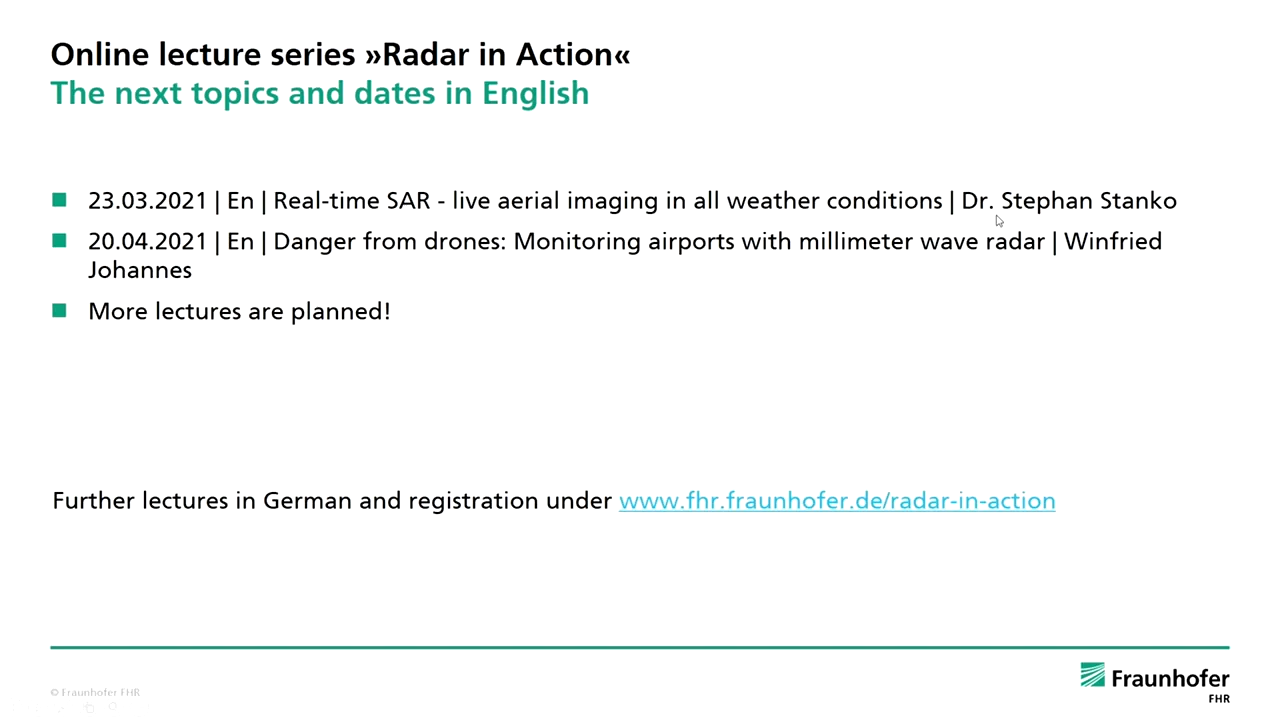 Online lecture series »Radar in Action«
The next topics and dates in English
23.03.2021 | En | Real-time SAR - live aerial imaging in all weather conditions | Dr. Stephan Stanko
20.04.2021 | En | Danger from drones: Monitoring airports with millimeter wave radar | Winfried
Johannes
More lectures are planned!
Further lectures in German and registration under www.fhr.fraunhofer.de/radar-in-action
© Fraunhofer FHR
Fraunhofer
FHR